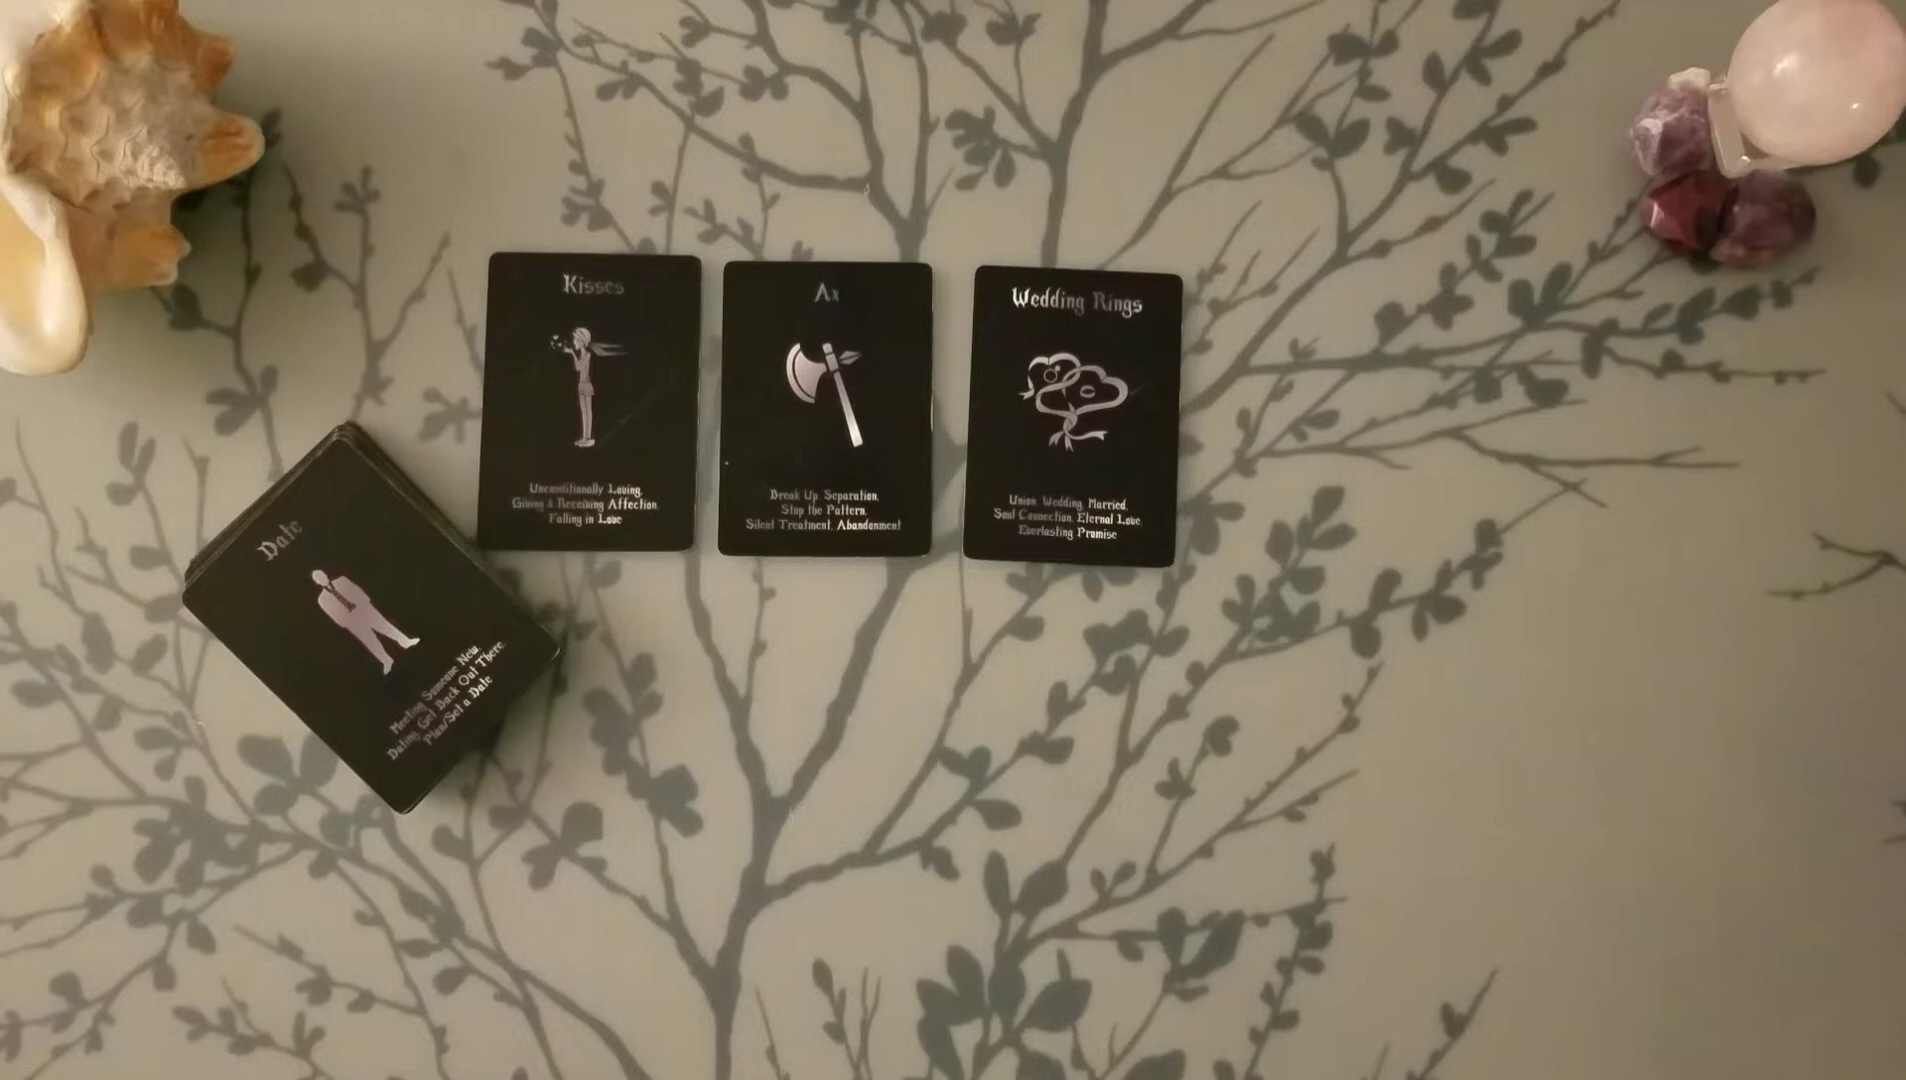 Kisses
Unconditionally Loving,
Giving & Receiving Affection
Falling in Love
Ax
Break Up, Separation,
Stop the Pattern,
Silent Treatment, Abandonment
Wedding Rings
Union, Wedding, Married,
Soul Connection, Eternal Love,
Everlasting Promise
Date
Meeting Someone New,
Dating, Get Back Out There,
Plan/Set a Date